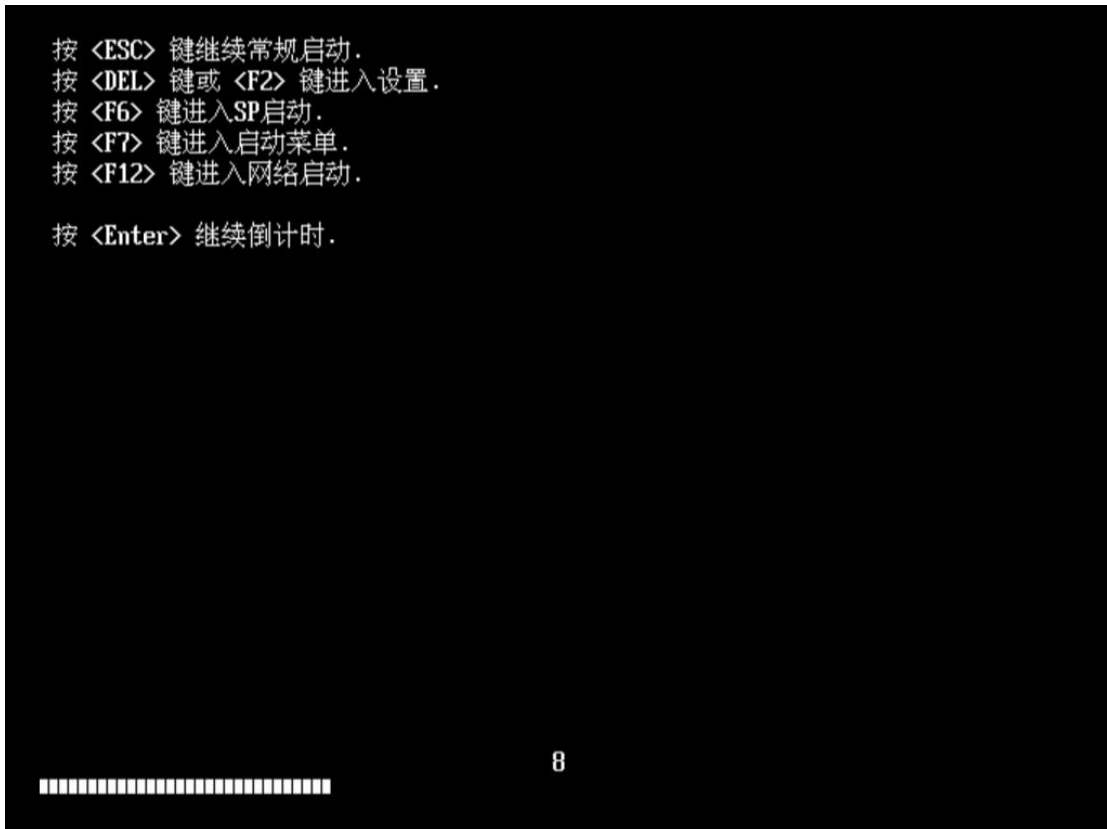 按 <ESC> 键继续常规启动.
按 <DEL> 键或 <F2> 键进入设置.
按 <F6> 键进入SP启动.
按 <F7> 键进入启动菜单.
按 <F12> 键进入网络启动.
按 <Enter> 继续倒计时.
8